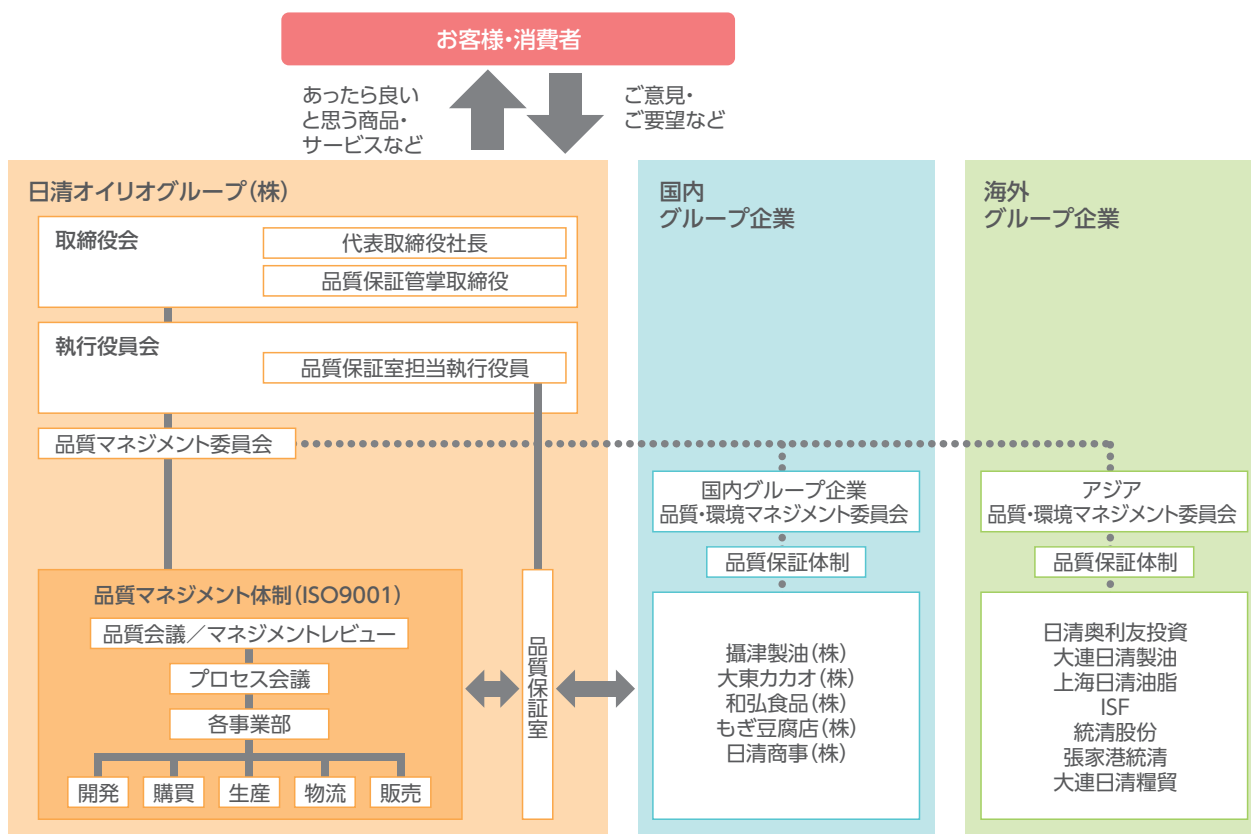 お客様・消費者
あったら良い
と思う商品・
サービスなど
ご意見・
ご要望など
日清オイリオグループ(株)
取締役会
代表取締役社長
品質保証管掌取締役
執行役員会
品質保証室担当執行役員
品質マネジメント委員会
品質マネジメント体制(ISO9001)
品質会議／マネジメントレビュー
プロセス会議
各事業部
開発
購買
生産
物流
販売
品質保証室
国内
グループ企業
国内グループ企業
品質・環境マネジメント委員会
品質保証体制
攝津製油(株)
大東カカオ(株)
和弘食品(株)
もぎ豆腐店(株)
日清商事(株)
海外
グループ企業
アジア
品質・環境マネジメント委員会
品質保証体制
日清奥利友投資
大連日清製油
上海日清油脂
ISF
統清股份
張家港統清
大連日清糧貿